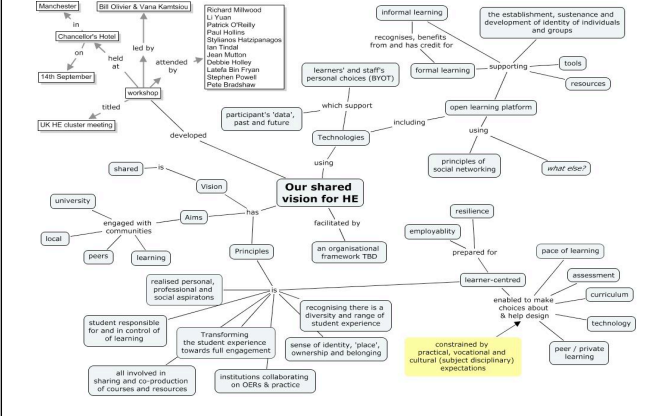 Manchester
in
Chancellor's Hotel
on
14th September
held
at
Bill Olivier & Vana Kamtsiou
led by
attended
by
Richard Millwood
Li Yuan
Patrick O'Reilly
Paul Hollins
Stylianos Hatzipanagos
Ian Tindal
Jean Mutton
Debbie Holley
Latefa Bin Fryan
Stephen Powell
Pete Bradshaw
workshop
titled
UK HE cluster meeting
developed
informal learning
recognises, benefits
from and has credit for
formal learning
supporting
the establishment, sustenance and
development of identity of individuals
and groups
tools
resources
learners' and staff's
personal choices (BYOT)
which support
participant's 'data',
past and future
Technologies
including
open learning platform
using
principles of
social networking
what else?
using
Our shared
vision for HE
shared
is
Vision
university
engaged with
communities
Aims
has
local
peers
learning
Principles
facilitated by
an organisational
framework TBD
resilience
employablity
prepared for
learner-centred
pace of learning
assessment
enabled to make
choices about
& help design
curriculum
technology
peer / private
learning
constrained by
practical, vocational and
cultural (subject disciplinary)
expectations
is
realised personal,
professional and
social aspiratons
recognising there is a
diversity and range of
student experience
student responsible
for and in control of
of learning
Transforming
the student experience
towards full engagement
sense of identity, 'place',
ownership and belonging
all involved in
sharing and co-production
of courses and resources
institutions collaborating
on OERs & practice